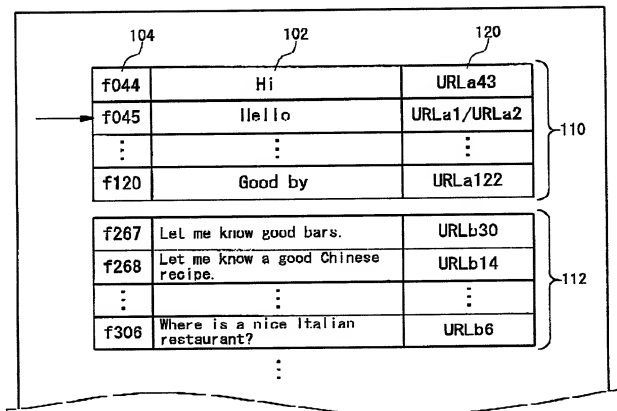 104 102 120
f044 Hi URLa43
f045 Hello URLa1/URLa2
110
f120 Good by URLa122
f267 Let me know good bars. URLb30
f268 Let me know a good Chinese recipe. URLb14
112
f306 Where is a nice Italian restaurant? URLb6